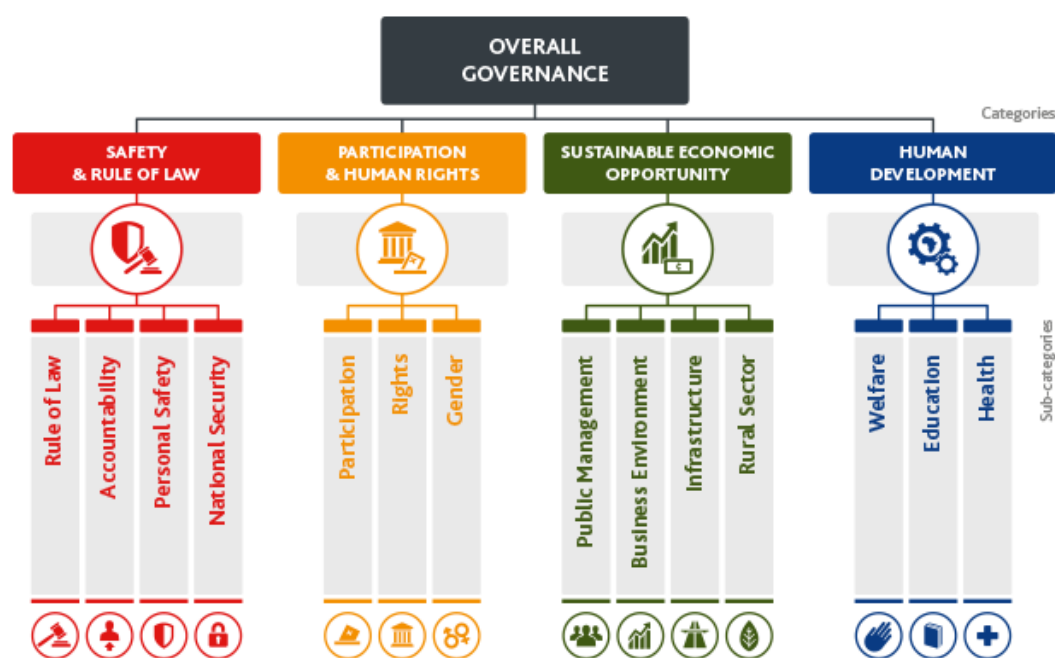 OVERALL
GOVERNANCE
Categories
SAFETY
& RULE OF LAW
PARTICIPATION
& HUMAN RIGHTS
SUSTAINABLE ECONOMIC
OPPORTUNITY
HUMAN
DEVELOPMENT
Rule of Law
Accountability
Personal Safety
National Security
Participation
Rights
Gender
Public Management
Business Environment
Infrastructure
Rural Sector
Welfare
Education
Health
Sub-categories